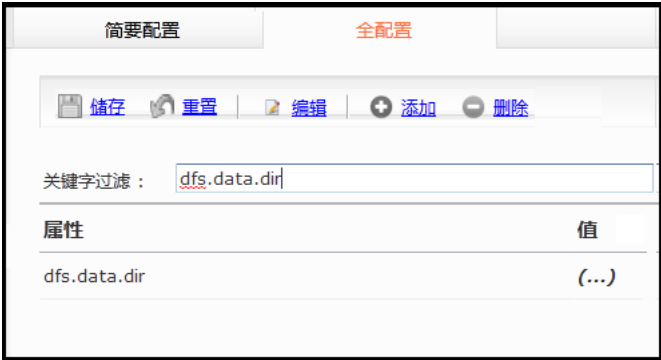 简要配置 全配置
储存 重置 编辑 添加 删除
关键字过滤： dfs.data.dir
属性 值
dfs.data.dir (...)